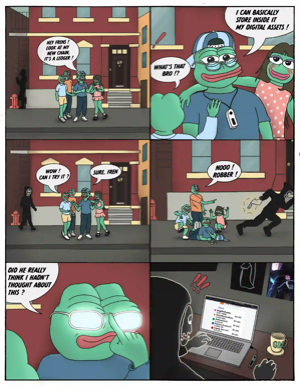 HEY FRENS !
LOOK AT MY
NEW CHAIN,
IT'S A LEDGER !
I CAN BASICALLY
STORE INSIDE IT
MY DIGITAL ASSETS !
WHAT'S THAT
BRO !?
WOW !
CAN I TRY IT ?
SURE, FREN
NOOO !
ROBBER !
DID HE REALLY
THINK I HADN'T
THOUGHT ABOUT
THIS ?
!!